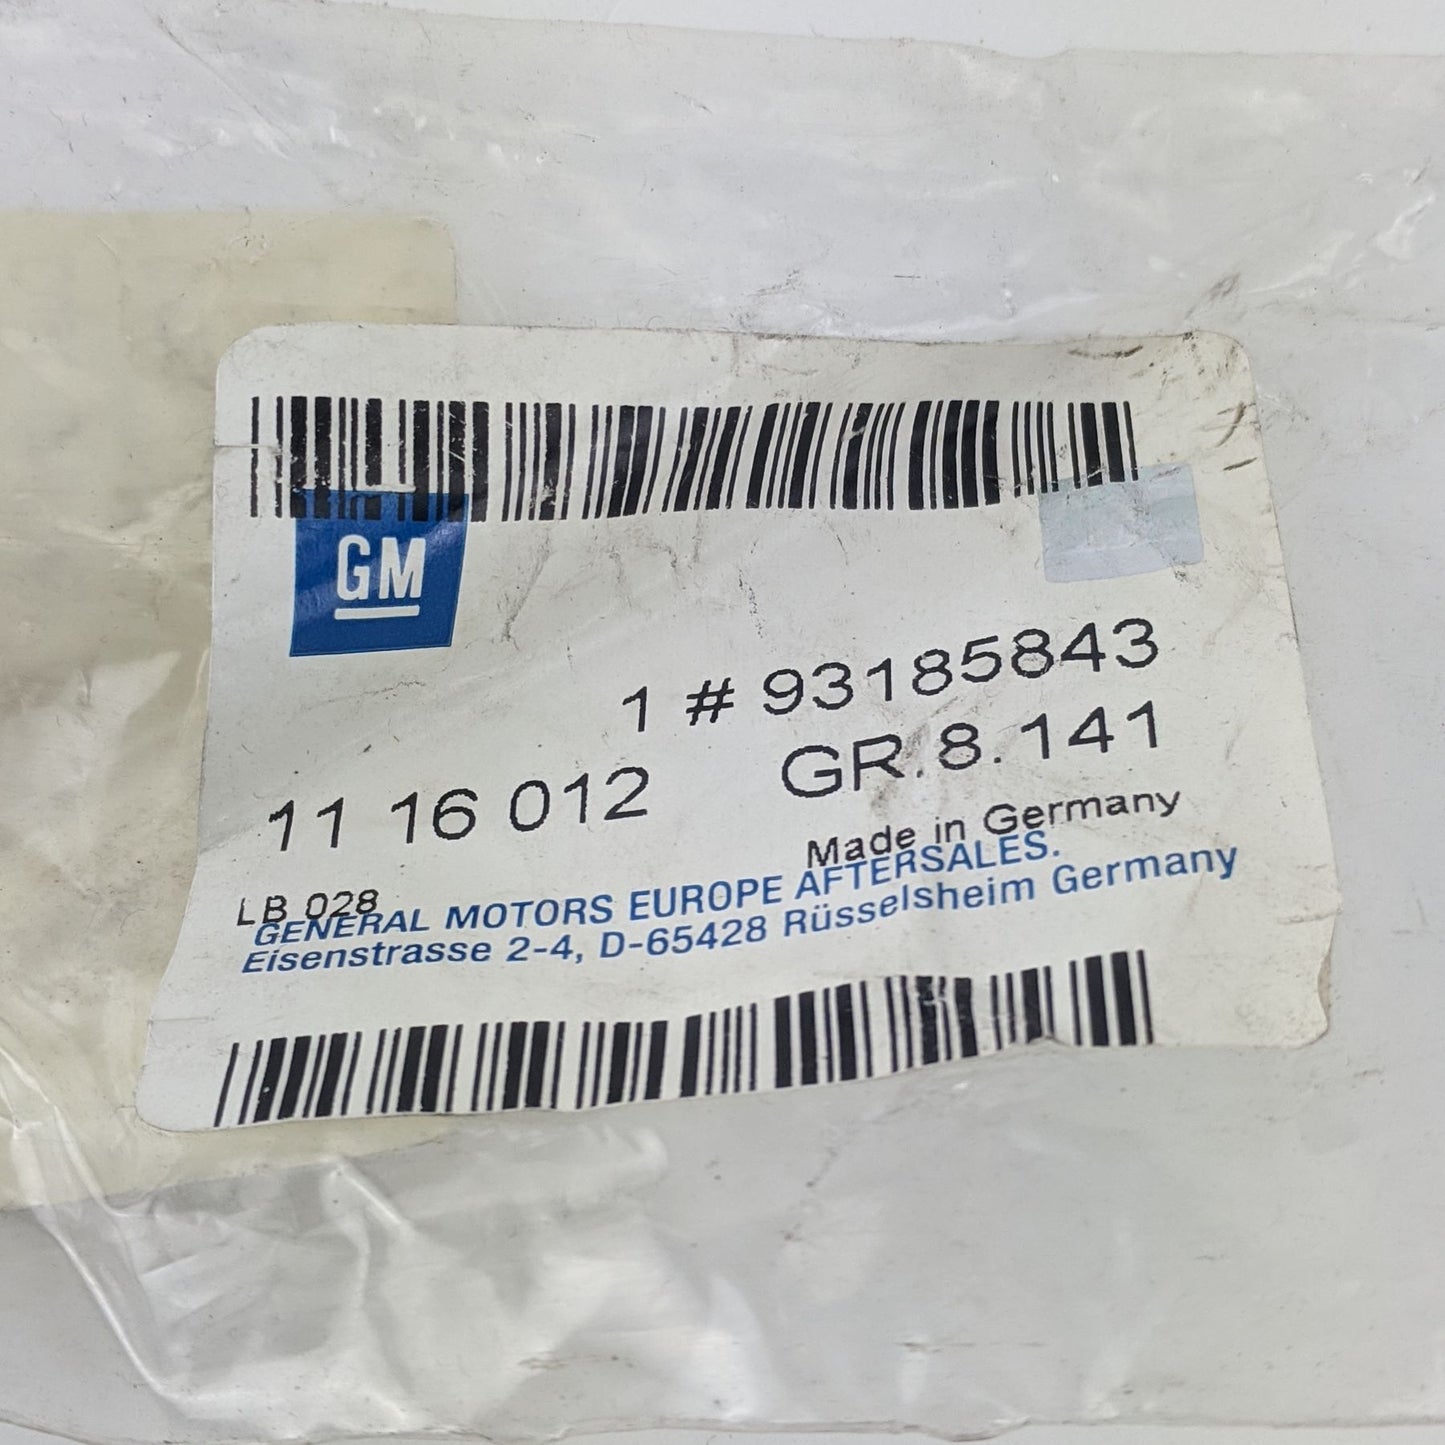 GM
1 # 93185843
11 16 012 GR.8.141
Made in Germany
LB 028
GENERAL MOTORS EUROPE AFTERSALES.
Eisenstrasse 2-4, D-65428 Rüsselsheim Germany